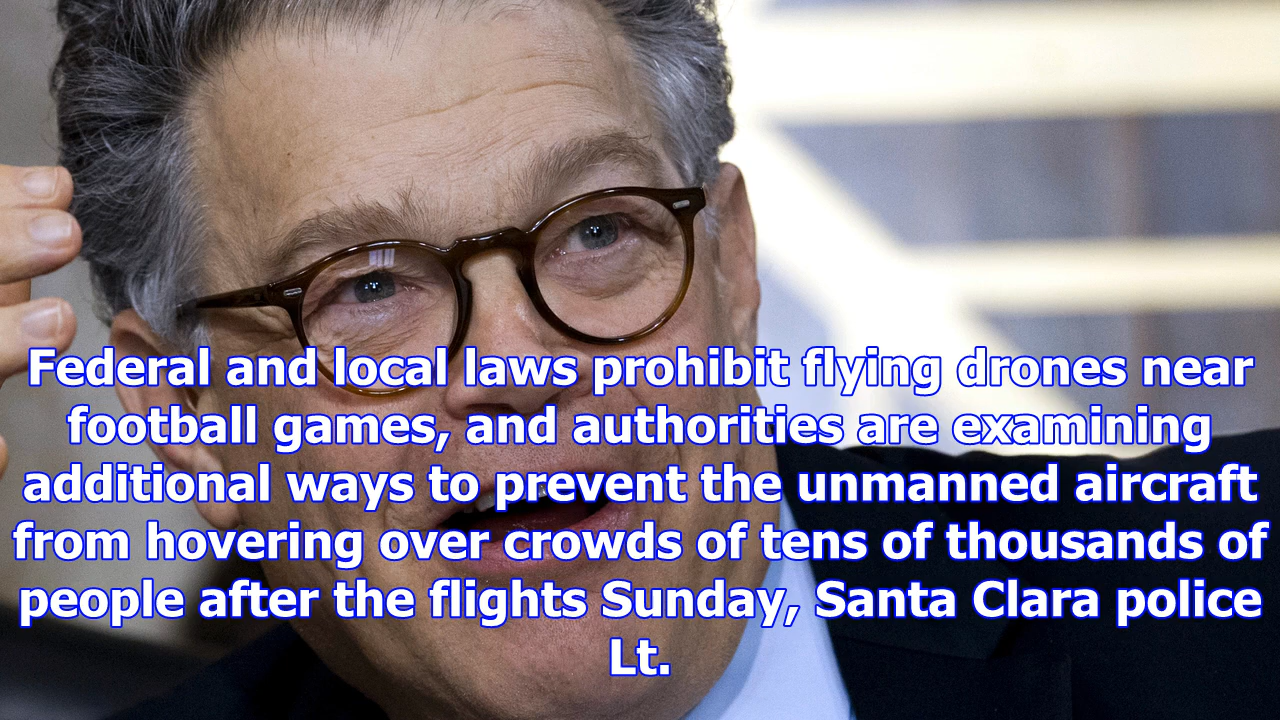 Federal and local laws prohibit flying drones near
football games, and authorities are examining
additional ways to prevent the unmanned aircraft
from hovering over crowds of tens of thousands of
people after the flights Sunday, Santa Clara police
Lt.